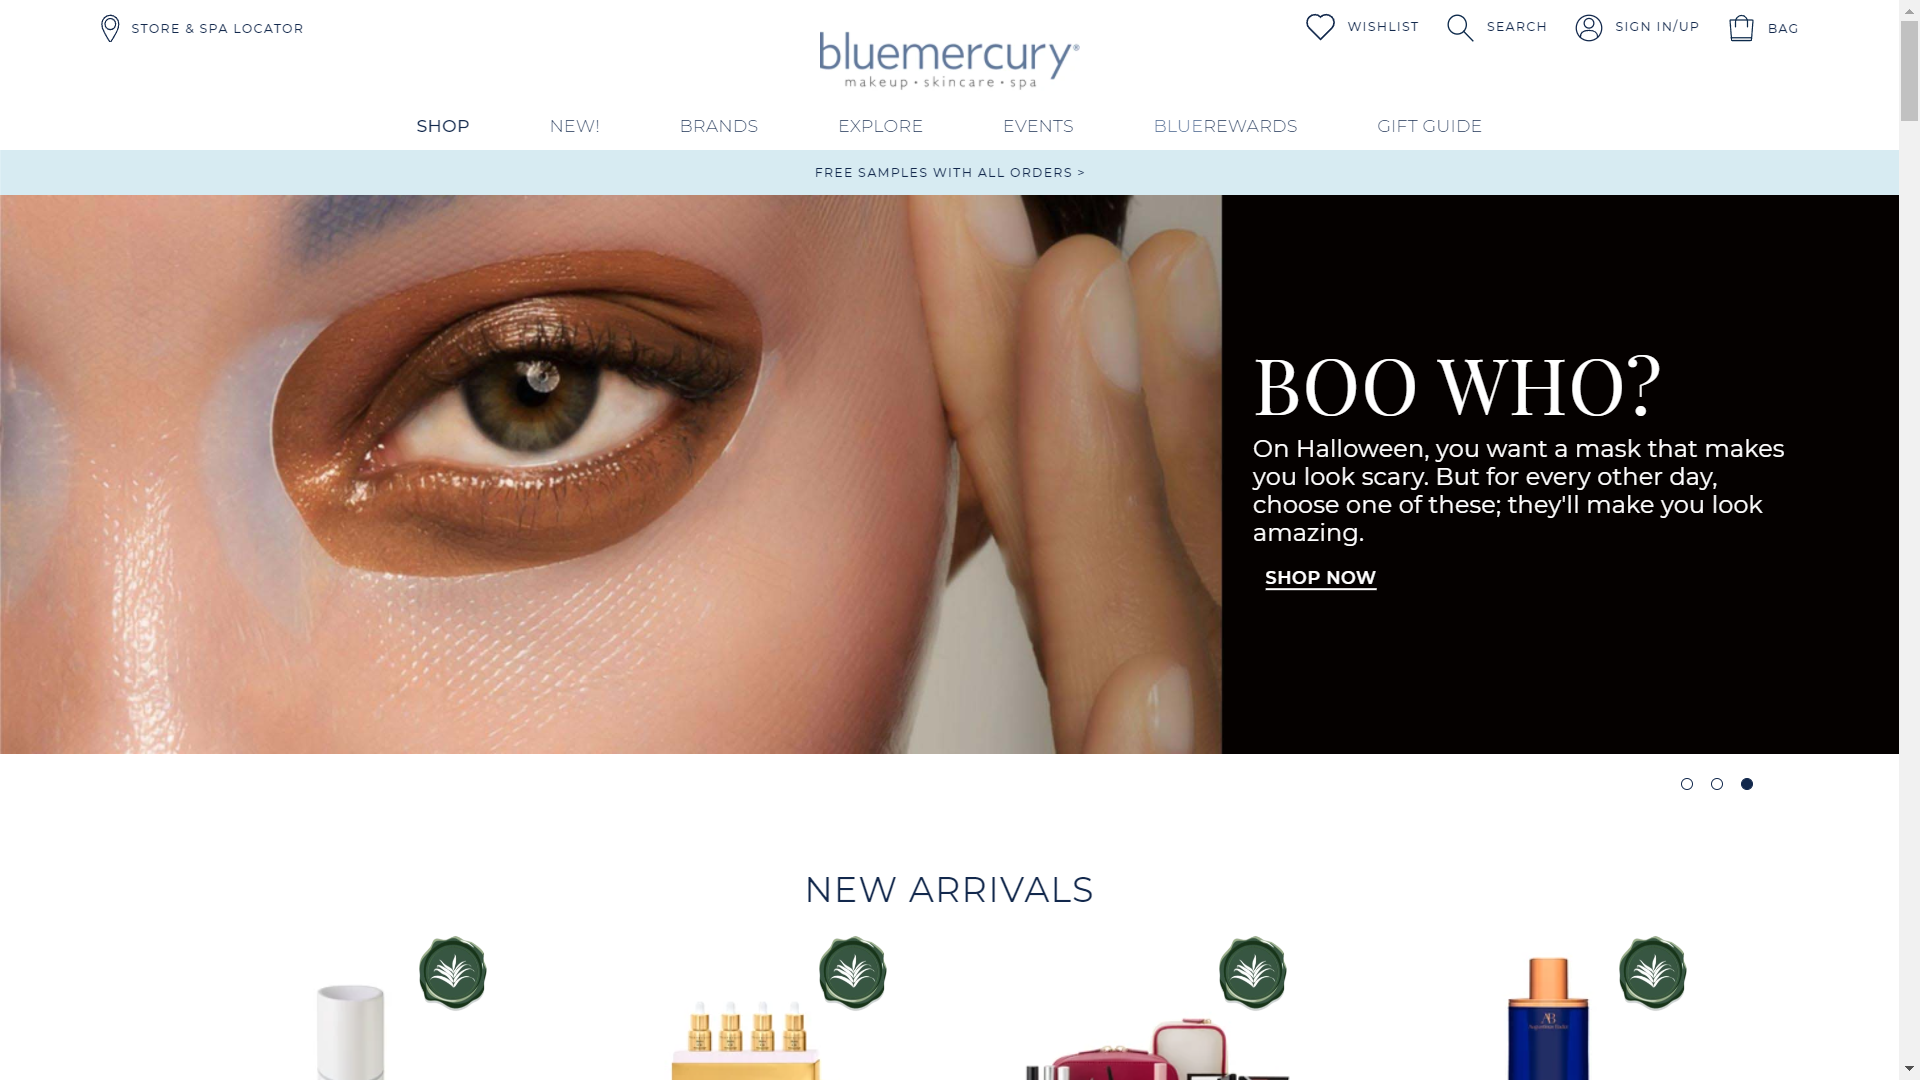 STORE & SPA LOCATOR
bluemercury®
makeup • skincare • spa
WISHLIST
SEARCH
SIGN IN/UP
BAG
SHOP
NEW!
BRANDS
EXPLORE
EVENTS
BLUEREWARDS
GIFT GUIDE
FREE SAMPLES WITH ALL ORDERS >
BOO WHO?
On Halloween, you want a mask that makes
you look scary. But for every other day,
choose one of these; they'll make you look
amazing.
SHOP NOW
NEW ARRIVALS
AB
Augustinus Bader